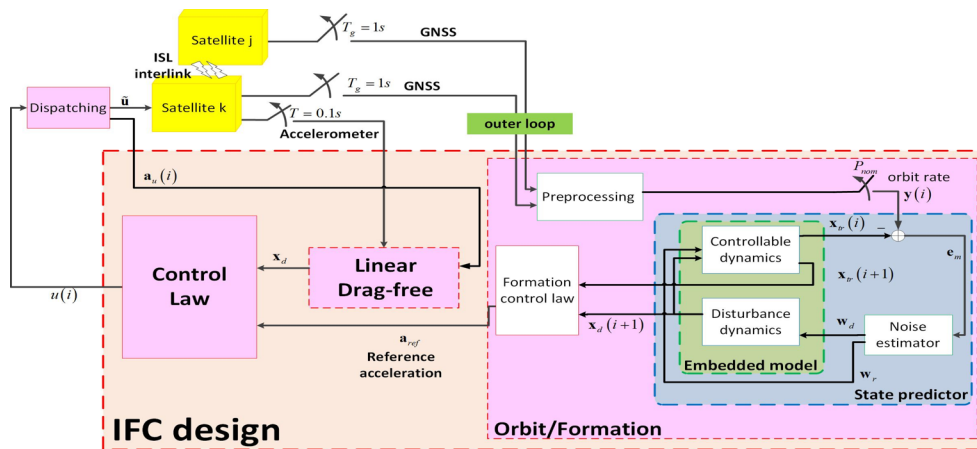 Satellite j
T_g = 1s
GNSS
ISL
interlink
T_g = 1s
GNSS
Dispatching
ũ
Satellite k
T = 0.1s
Accelerometer
outer loop
a_u(i)
Preprocessing
P_nom
orbit rate
y(i)
x_tr(i)
−
Controllable
dynamics
e_m
x_tr(i+1)
Control
Law
x_d
Linear
Drag-free
Formation
control law
u(i)
x_d(i+1)
Disturbance
dynamics
w_d
Noise
estimator
a_ref
Reference
acceleration
Embedded model
w_r
State predictor
IFC design
Orbit/Formation